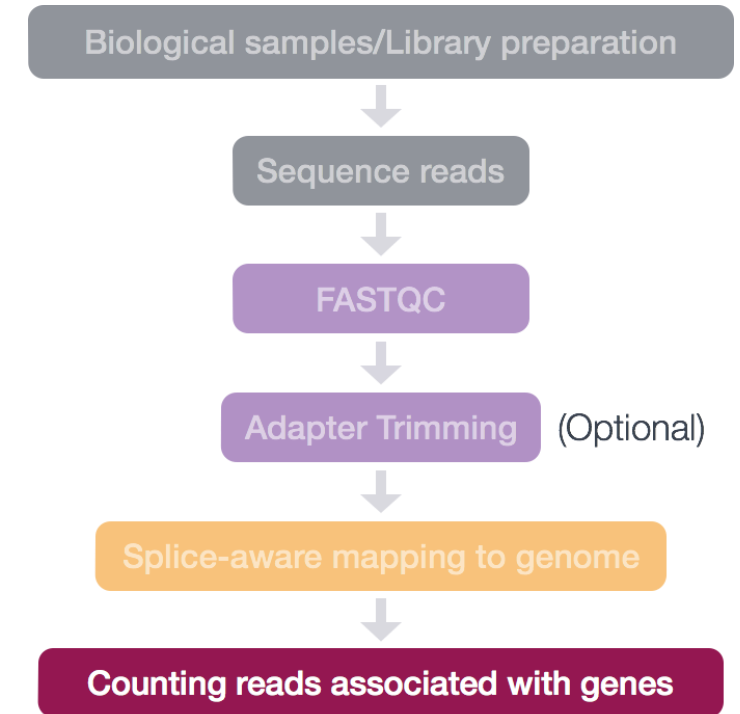 Biological samples/Library preparation
Sequence reads
FASTQC
Adapter Trimming (Optional)
Splice-aware mapping to genome
Counting reads associated with genes